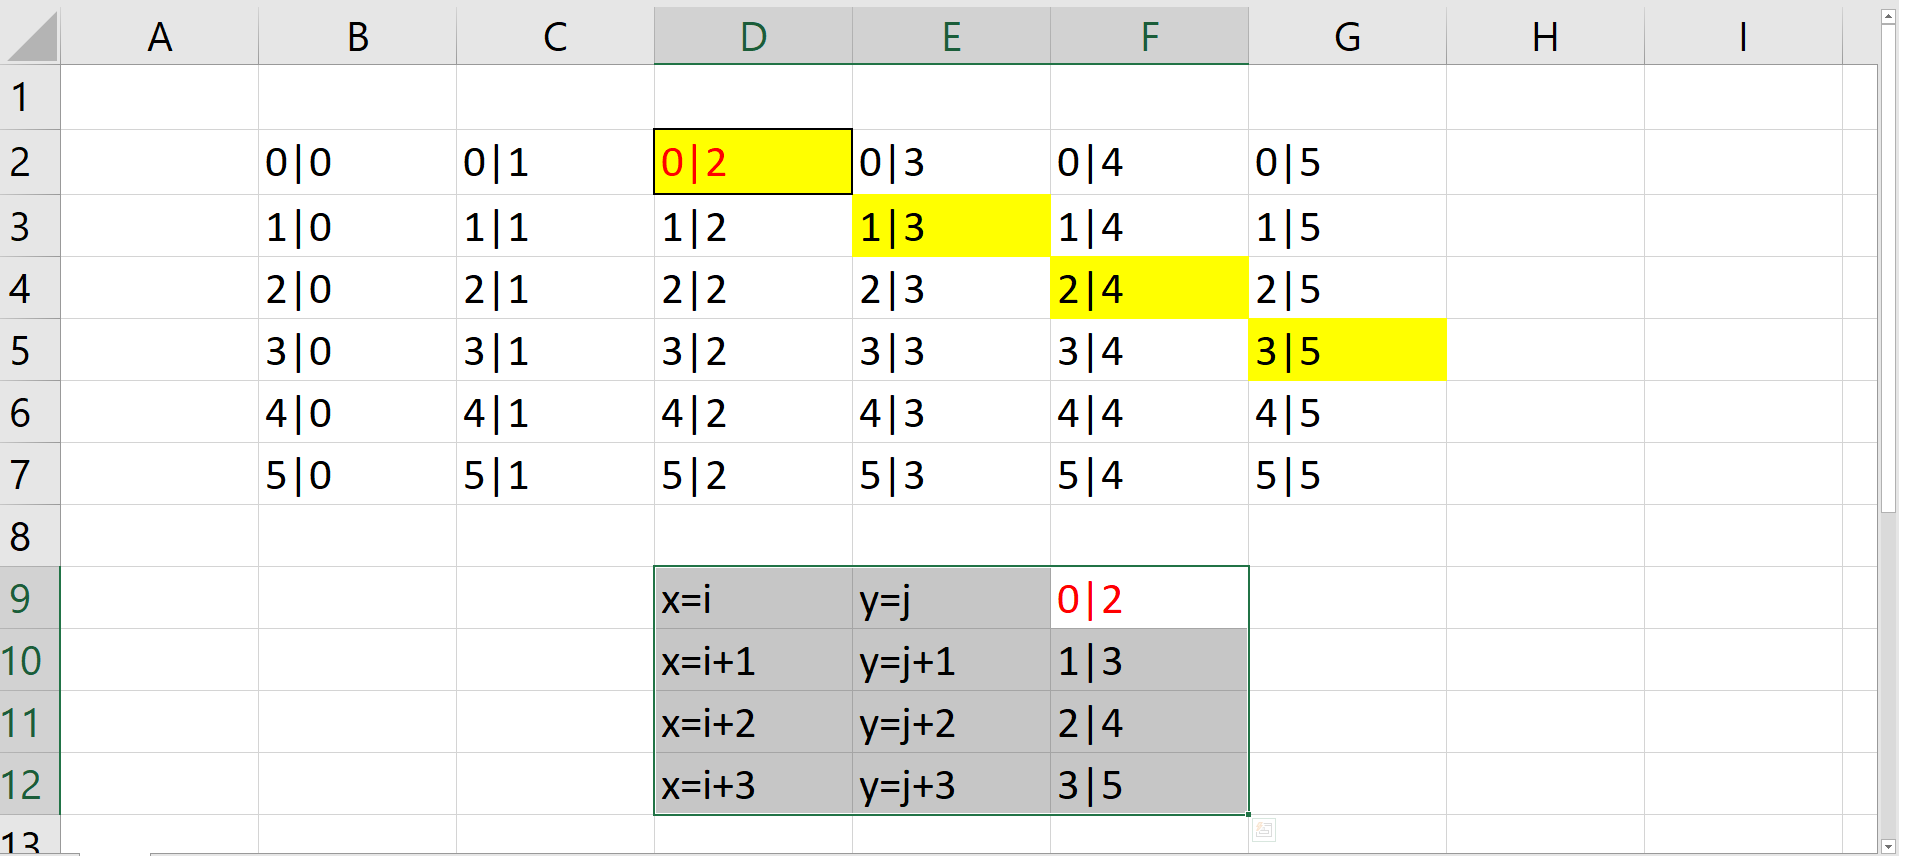 A B C D E F G H I
1
2 0|0 0|1 0|2 0|3 0|4 0|5
3 1|0 1|1 1|2 1|3 1|4 1|5
4 2|0 2|1 2|2 2|3 2|4 2|5
5 3|0 3|1 3|2 3|3 3|4 3|5
6 4|0 4|1 4|2 4|3 4|4 4|5
7 5|0 5|1 5|2 5|3 5|4 5|5
8
9 x=i y=j 0|2
10 x=i+1 y=j+1 1|3
11 x=i+2 y=j+2 2|4
12 x=i+3 y=j+3 3|5
13